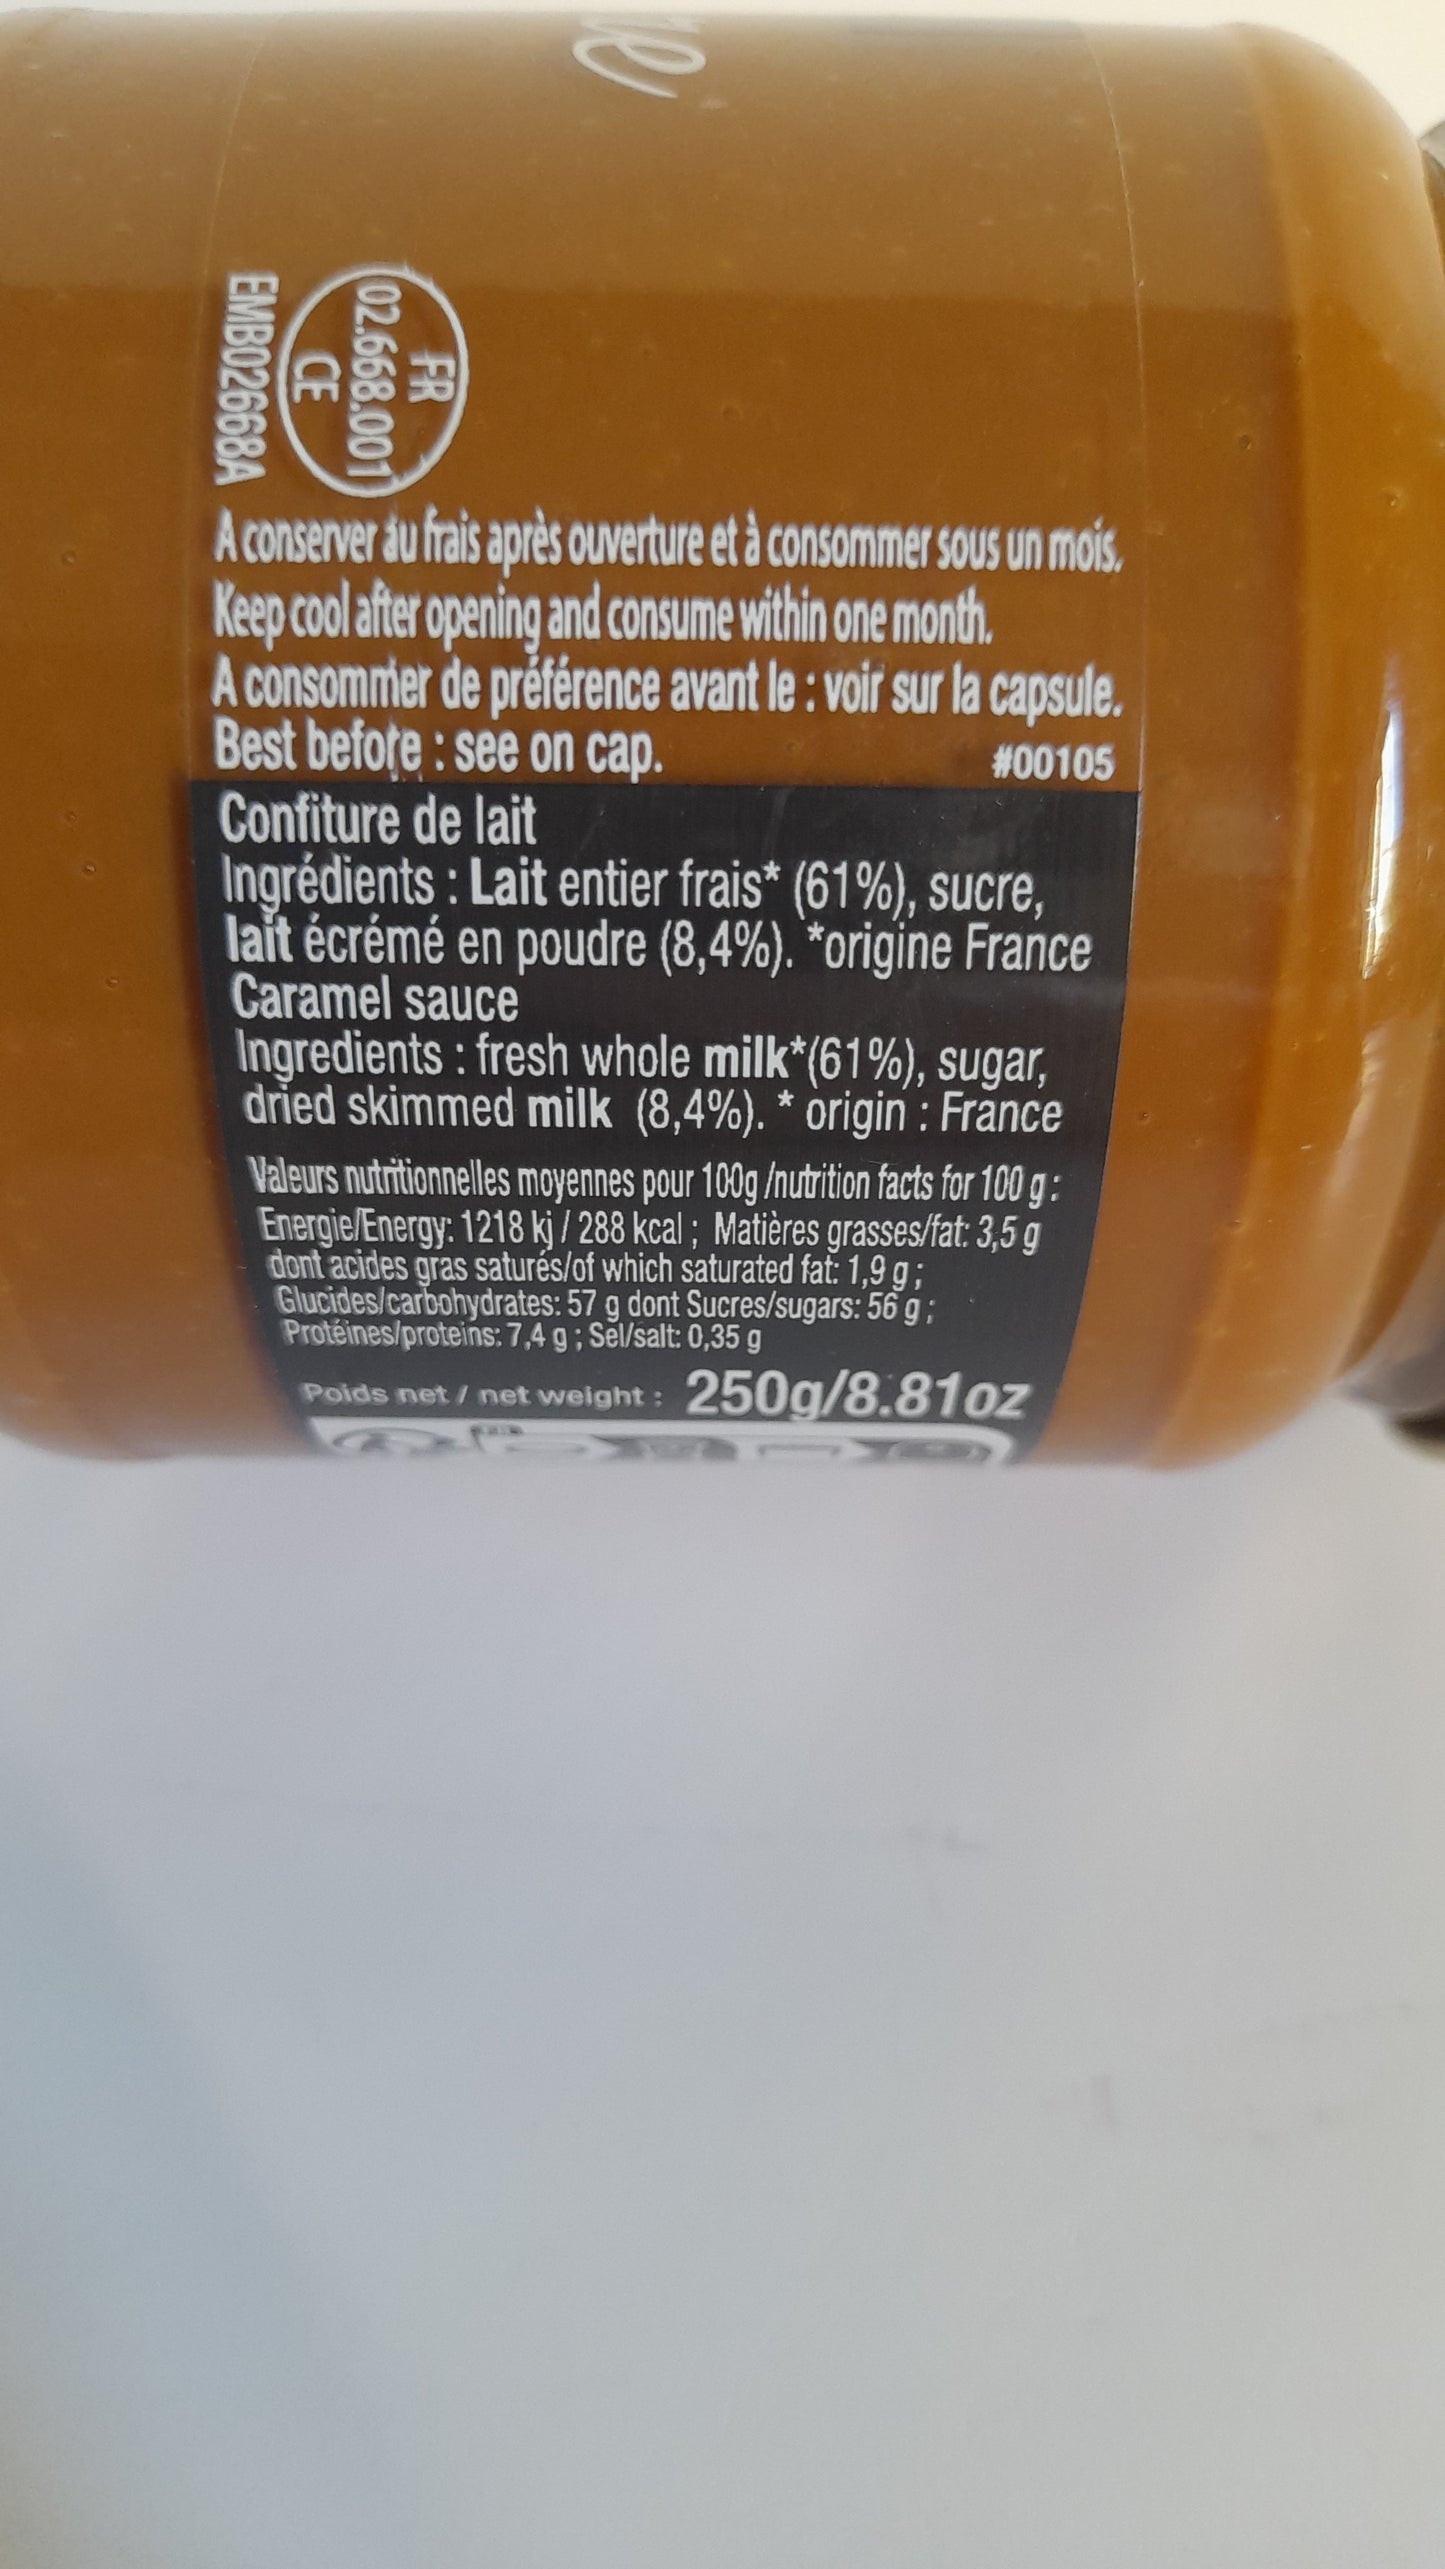 FR
02.668.001
CE
EMB02668A
A conserver au frais après ouverture et à consommer sous un mois.
Keep cool after opening and consume within one month.
A consommer de préférence avant le : voir sur la capsule.
Best before : see on cap.
#00105
Confiture de lait
Ingrédients : Lait entier frais* (61%), sucre,
lait écrémé en poudre (8,4%). *origine France
Caramel sauce
Ingredients : fresh whole milk*(61%), sugar,
dried skimmed milk (8,4%). * origin : France
Valeurs nutritionnelles moyennes pour 100g /nutrition facts for 100 g :
Energie/Energy: 1218 kj / 288 kcal ; Matières grasses/fat: 3,5 g
dont acides gras saturés/of which saturated fat: 1,9 g ;
Glucides/carbohydrates: 57 g dont Sucres/sugars: 56 g ;
Protéines/proteins: 7,4 g ; Sel/salt: 0,35 g
Poids net / net weight : 250g/8.81oz